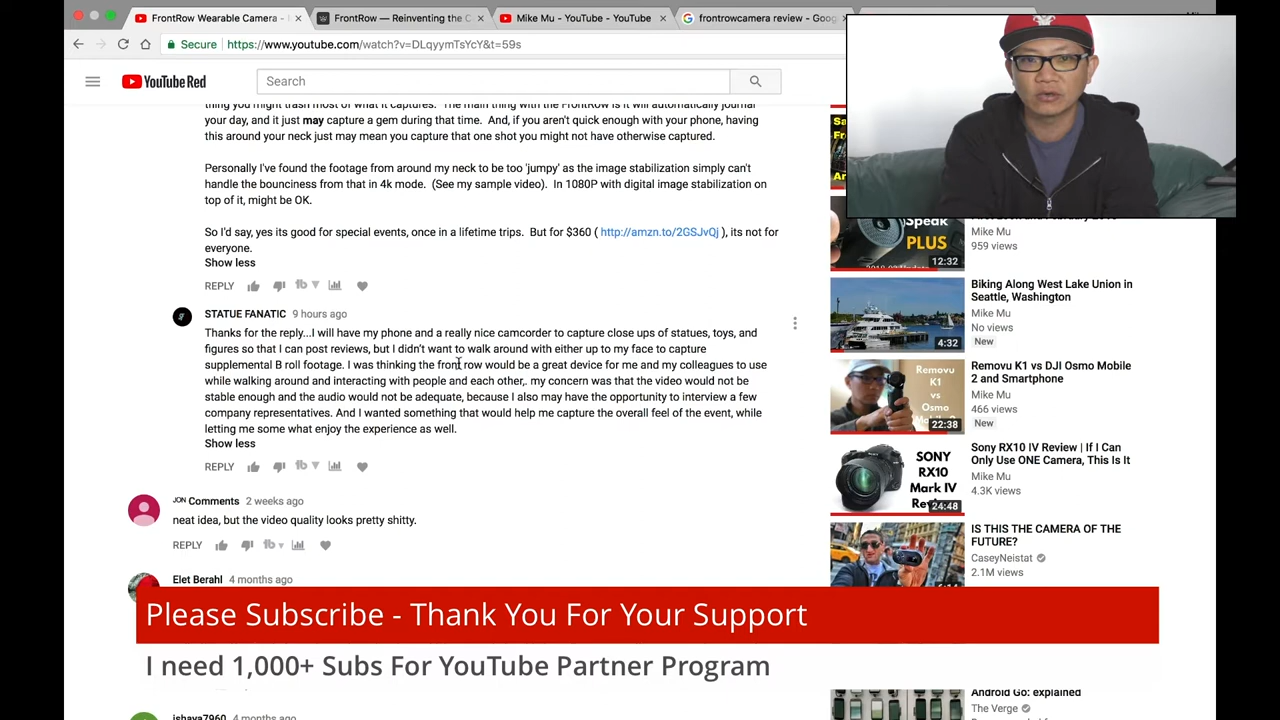 FrontRow Wearable Camera -
FrontRow — Reinventing the C
Mike Mu - YouTube - YouTube
frontrowcamera review - Goog
Secure
https://www.youtube.com/watch?v=DLqyymTsYcY&t=59s
YouTube Red
Search
thing you might trash most of what it captures. The main thing with the FrontRow is it will automatically journal
your day, and it just may capture a gem during that time. And, if you aren't quick enough with your phone, having
this around your neck just may mean you capture that one shot you might not have otherwise captured.
Personally I've found the footage from around my neck to be too 'jumpy' as the image stabilization simply can't
handle the bounciness from that in 4k mode. (See my sample video). In 1080P with digital image stabilization on
top of it, might be OK.
So I'd say, yes its good for special events, once in a lifetime trips. But for $360 ( http://amzn.to/2GSJvQj ), its not for
everyone.
Show less
REPLY
STATUE FANATIC 9 hours ago
Thanks for the reply...I will have my phone and a really nice camcorder to capture close ups of statues, toys, and
figures so that I can post reviews, but I didn't want to walk around with either up to my face to capture
supplemental B roll footage. I was thinking the front row would be a great device for me and my colleagues to use
while walking around and interacting with people and each other,. my concern was that the video would not be
stable enough and the audio would not be adequate, because I also may have the opportunity to interview a few
company representatives. And I wanted something that would help me capture the overall feel of the event, while
letting me some what enjoy the experience as well.
Show less
REPLY
JON Comments 2 weeks ago
neat idea, but the video quality looks pretty shitty.
REPLY
Elet Berahl 4 months ago
Speak
PLUS
12:32
Mike Mu
959 views
Biking Along West Lake Union in
Seattle, Washington
Mike Mu
No views
New
4:32
Removu K1 vs DJI Osmo Mobile
2 and Smartphone
Mike Mu
466 views
New
Removu
K1
vs
Osmo
22:38
Sony RX10 IV Review | If I Can
Only Use ONE Camera, This Is It
Mike Mu
4.3K views
SONY
RX10
Mark IV
24:48
IS THIS THE CAMERA OF THE
FUTURE?
CaseyNeistat
2.1M views
Please Subscribe - Thank You For Your Support
I need 1,000+ Subs For YouTube Partner Program
Android Go: explained
The Verge
ishaya7960 4 months ago